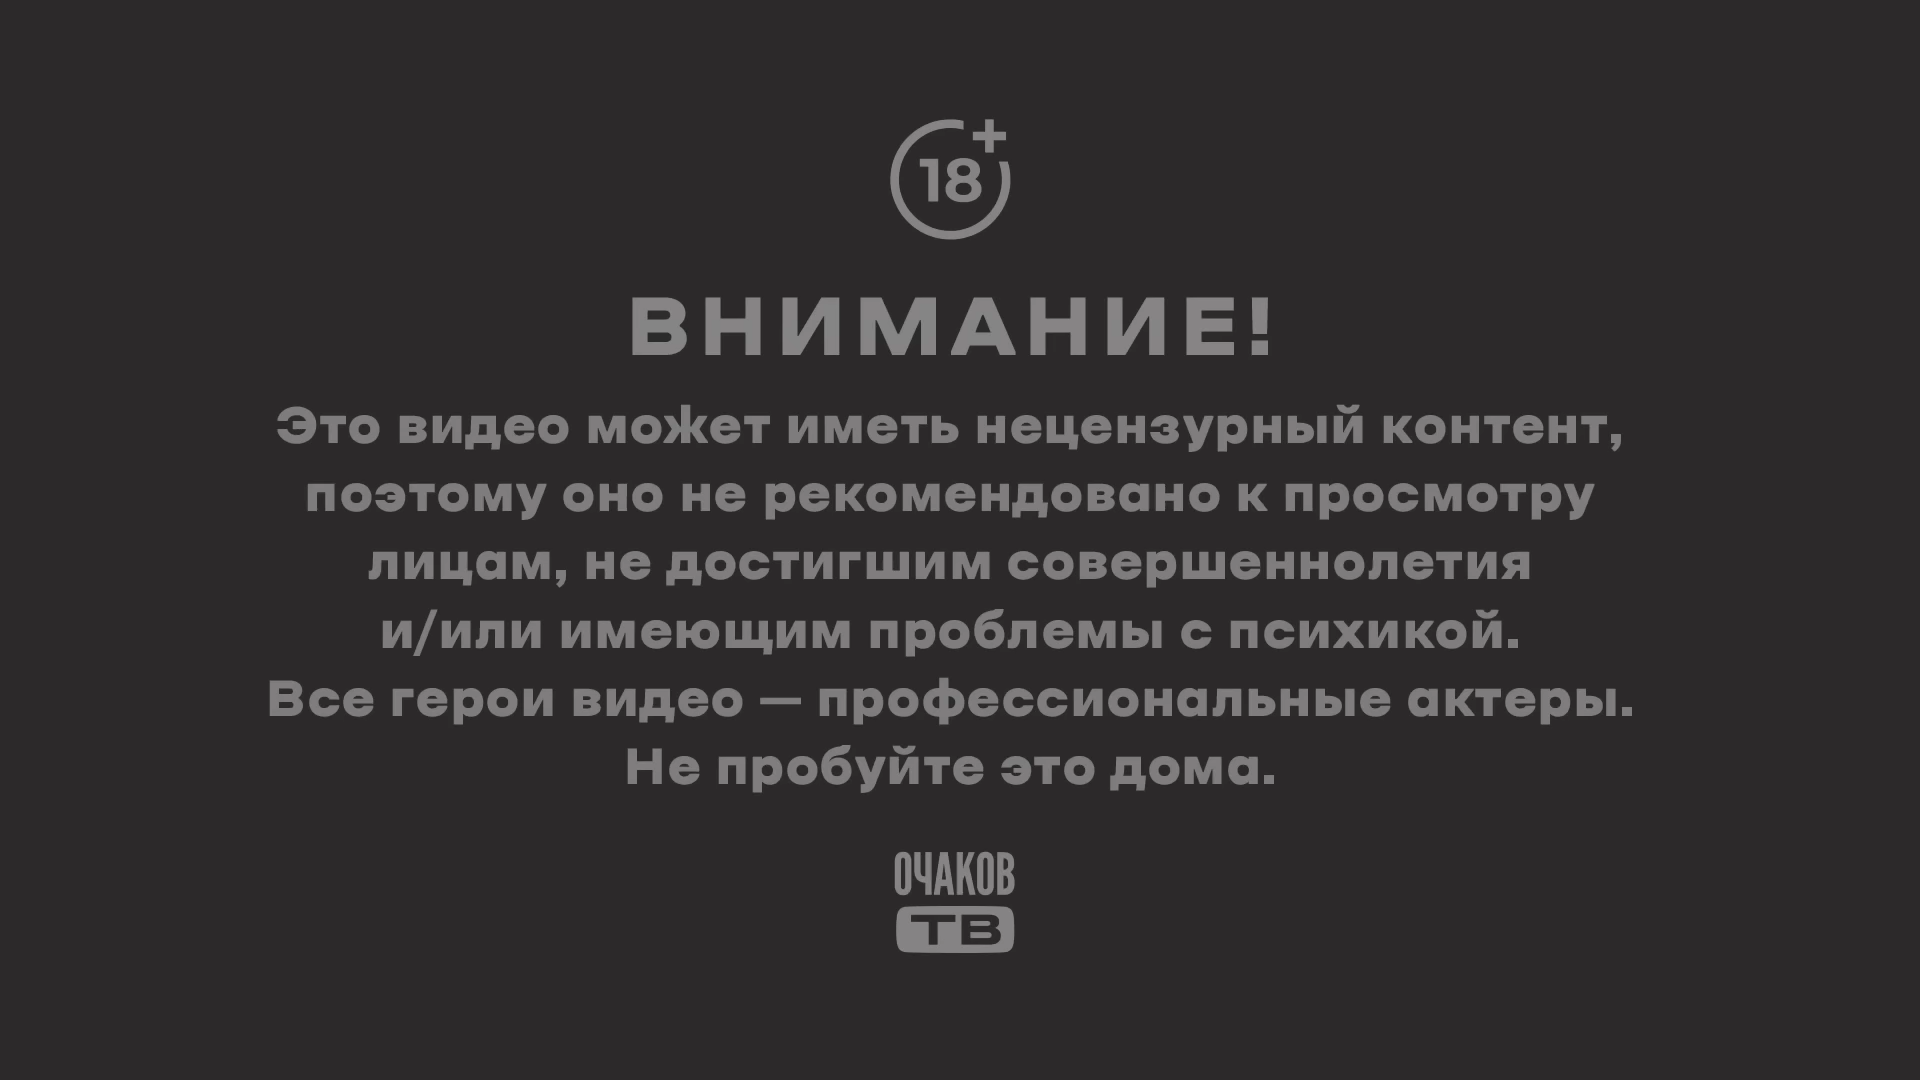 18+
ВНИМАНИЕ!
Это видео может иметь нецензурный контент,
поэтому оно не рекомендовано к просмотру
лицам, не достигшим совершеннолетия
и/или имеющим проблемы с психикой.
Все герои видео — профессиональные актеры.
Не пробуйте это дома.
ОЧАКОВ
ТВ